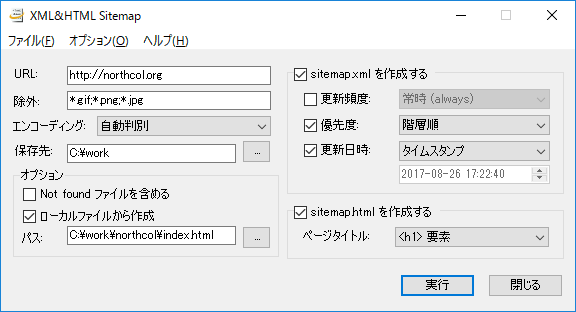 XML&HTML Sitemap
ファイル(F) オプション(O) ヘルプ(H)
URL: http://northcol.org
除外: *.gif;*.png;*.jpg
エンコーディング: 自動判別
保存先: C:¥work ...
オプション
Not found ファイルを含める
ローカルファイルから作成
パス: C:¥work¥northcol¥index.html ...
sitemap.xml を作成する
更新頻度: 常時 (always)
優先度: 階層順
更新日時: タイムスタンプ
2017-08-26 17:22:40
sitemap.html を作成する
ページタイトル: <h1> 要素
実行 閉じる